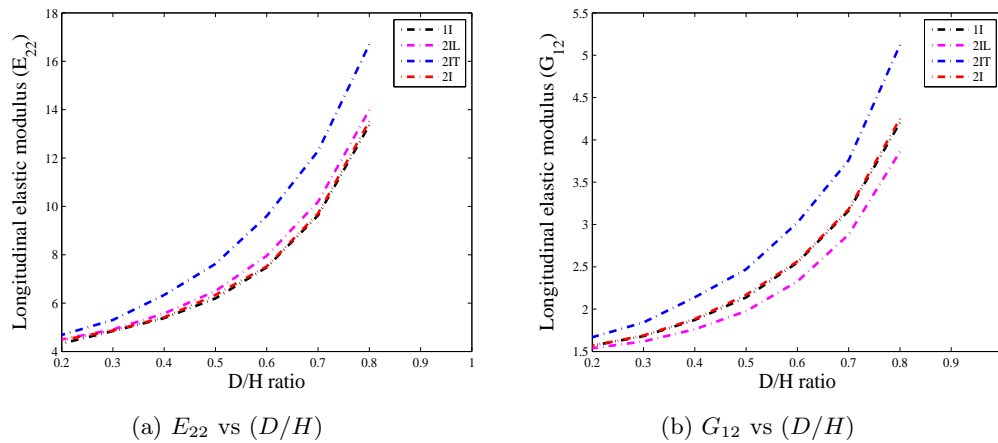 18
16
14
12
10
8
6
4
0.2 0.3 0.4 0.5 0.6 0.7 0.8 0.9 1
Longitudinal elastic modulus (E22)
D/H ratio
1I
2IL
2IT
2I
(a) E22 vs (D/H)
5.5
5
4.5
4
3.5
3
2.5
2
1.5
0.2 0.3 0.4 0.5 0.6 0.7 0.8 0.9
Longitudinal elastic modulus (G12)
D/H ratio
1I
2IL
2IT
2I
(b) G12 vs (D/H)